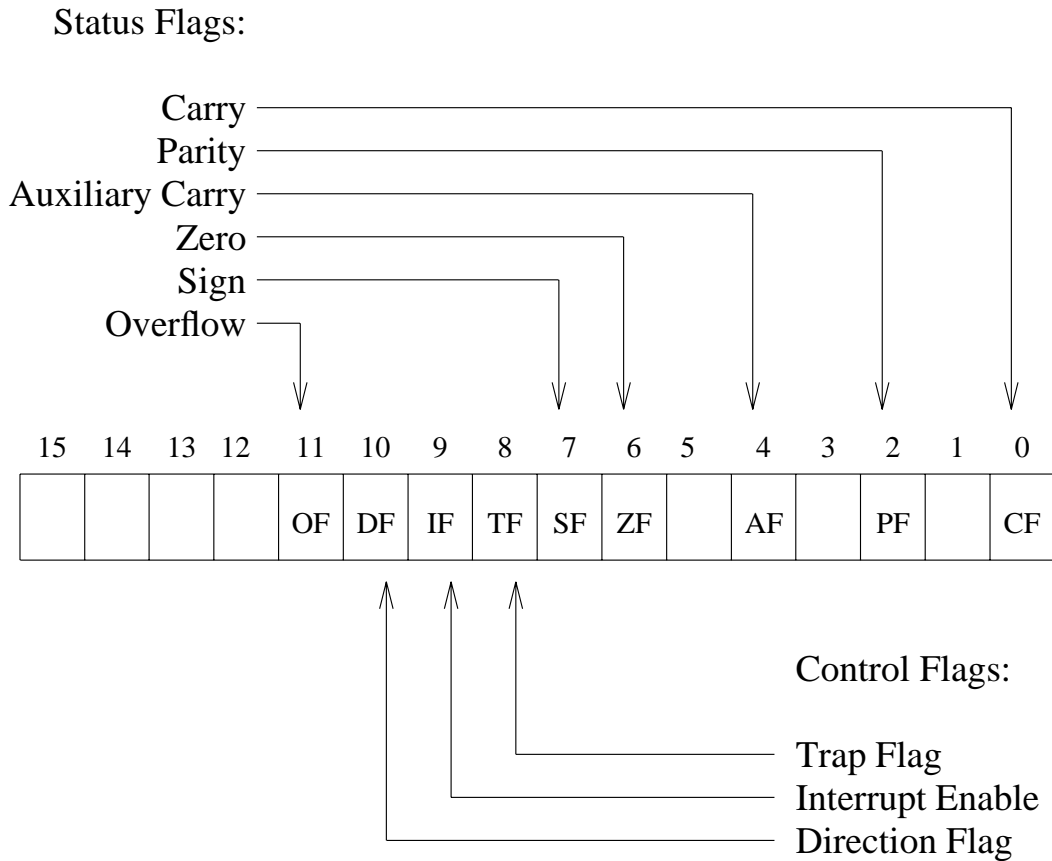 Status Flags:
Carry
Parity
Auxiliary Carry
Zero
Sign
Overflow
15 14 13 12 11 10 9 8 7 6 5 4 3 2 1 0
OF DF IF TF SF ZF AF PF CF
Control Flags:
Trap Flag
Interrupt Enable
Direction Flag